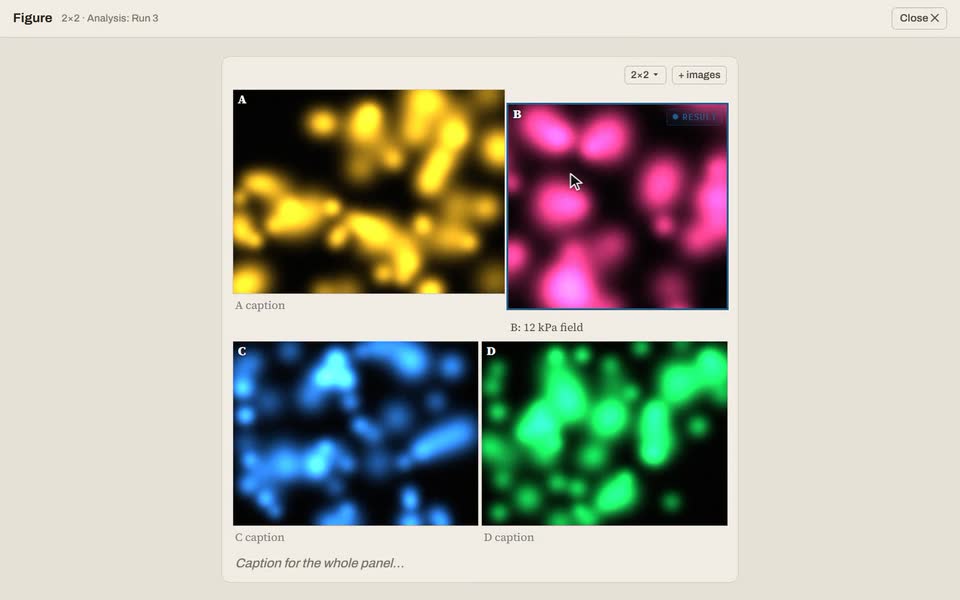 Figure 2×2 · Analysis: Run 3
Close
2×2
+ images
A
B
RESULT
A caption
B: 12 kPa field
C
D
C caption
D caption
Caption for the whole panel...